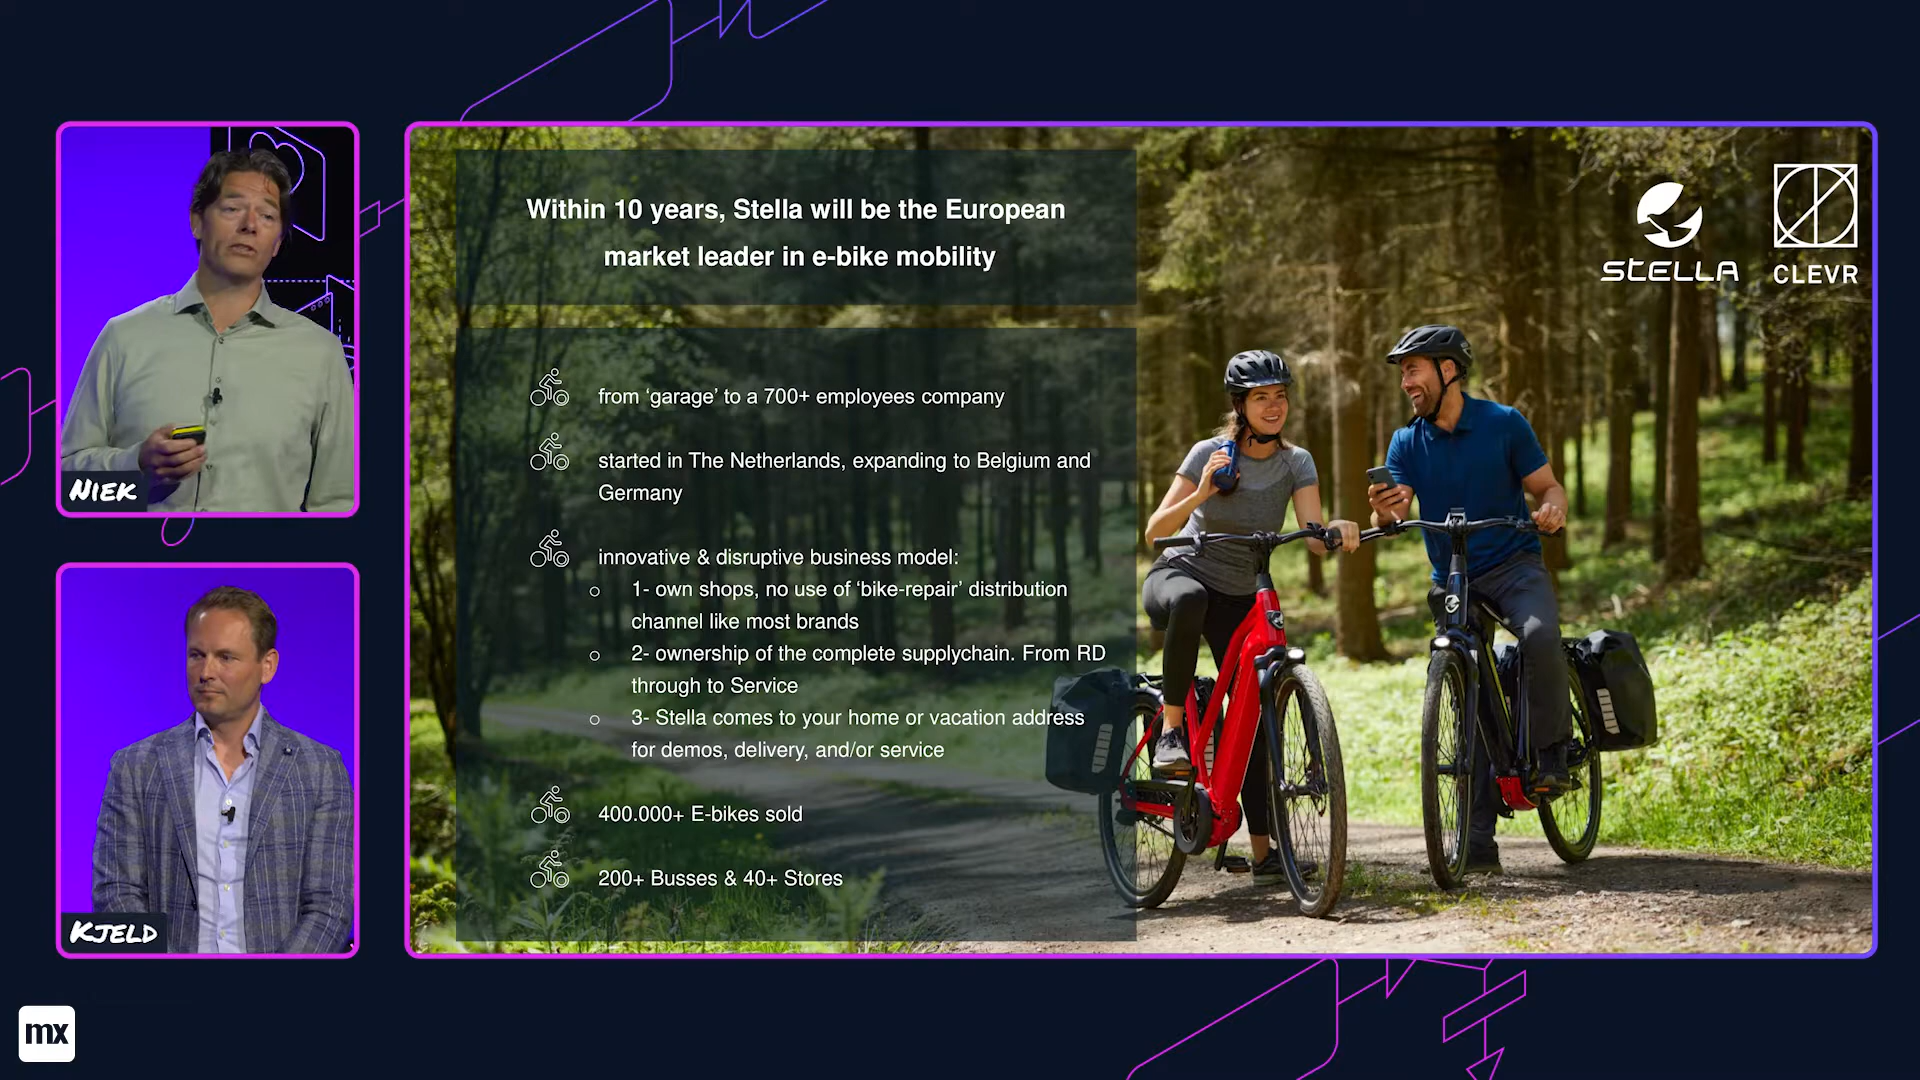 Within 10 years, Stella will be the European
market leader in e-bike mobility
STELLA
CLEVR
from ‘garage’ to a 700+ employees company
started in The Netherlands, expanding to Belgium and
Germany
innovative & disruptive business model:
1- own shops, no use of ‘bike-repair’ distribution
channel like most brands
2- ownership of the complete supplychain. From RD
through to Service
3- Stella comes to your home or vacation address
for demos, delivery, and/or service
400.000+ E-bikes sold
200+ Busses & 40+ Stores
NIEK
KJELD
mx